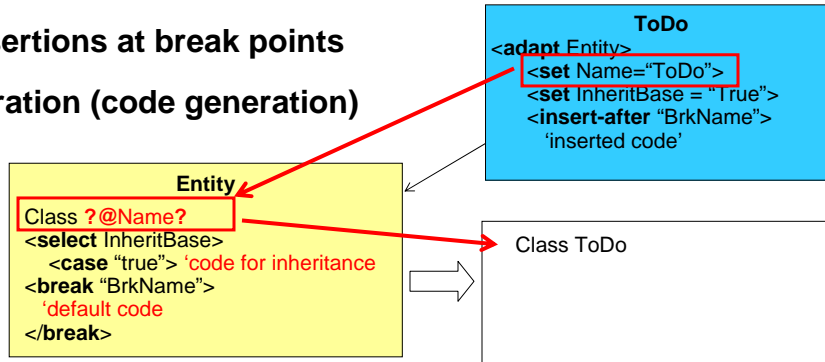 sertions at break points
ration (code generation)
ToDo
<adapt Entity>
<set Name="ToDo">
<set InheritBase = “True”>
<insert-after “BrkName”>
'inserted code’
Entity
Class ?@Name?
<select InheritBase>
<case “true”> ‘code for inheritance
<break “BrkName”>
‘default code
</break>
Class ToDo